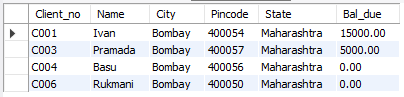 Client_no Name City Pincode State Bal_due
C001 Ivan Bombay 400054 Maharashtra 15000.00
C003 Pramada Bombay 400057 Maharashtra 5000.00
C004 Basu Bombay 400056 Maharashtra 0.00
C006 Rukmani Bombay 400050 Maharashtra 0.00